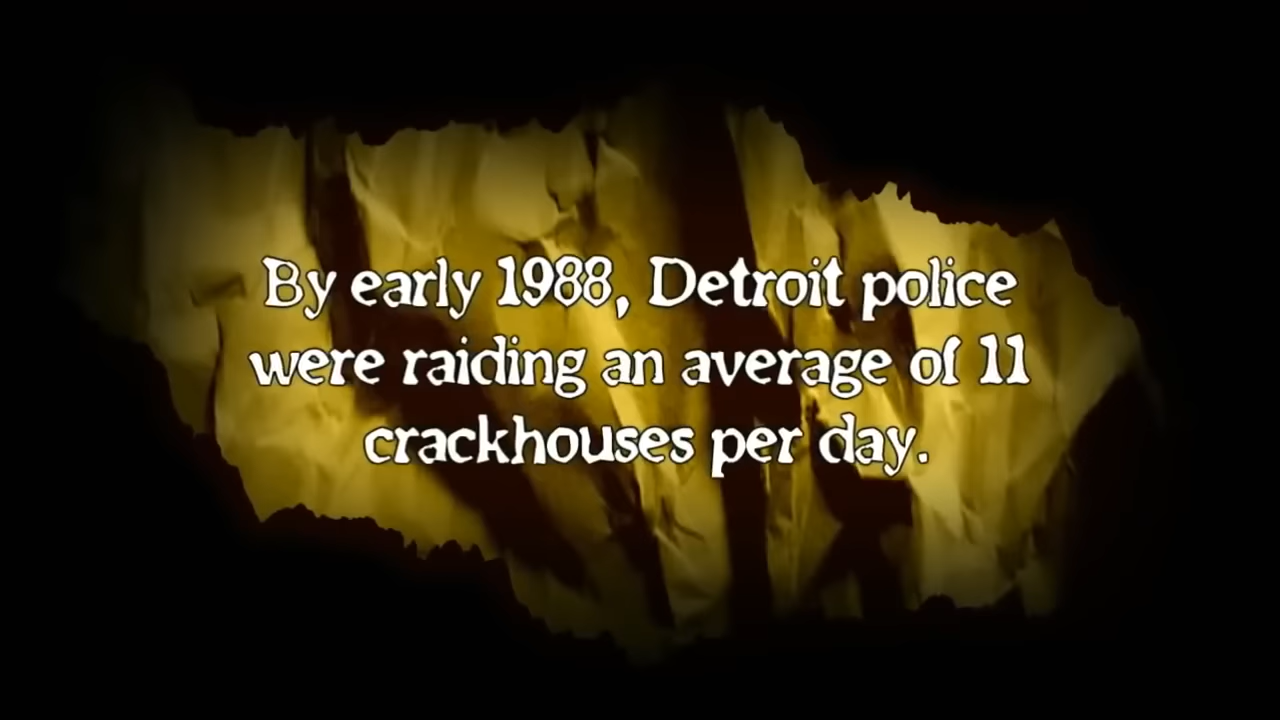 By early 1988, Detroit police
were raiding an average of 11
crackhouses per day.